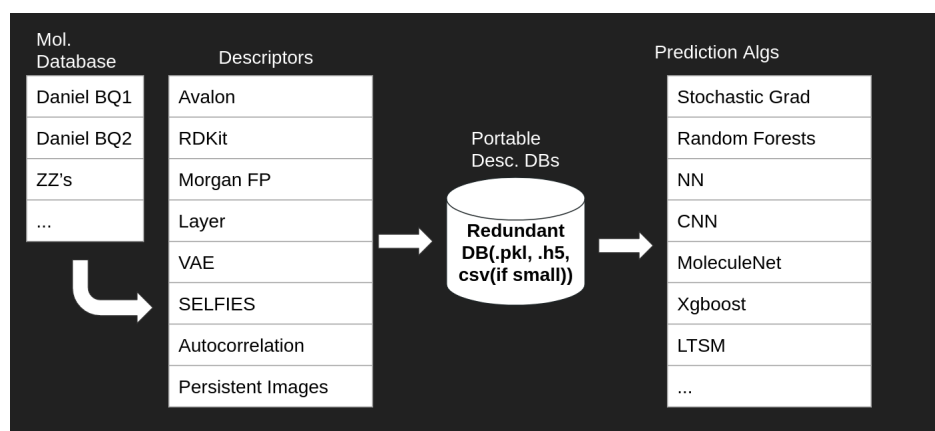 Mol.
Database
Daniel BQ1
Daniel BQ2
ZZ's
...
Descriptors
Avalon
RDKit
Morgan FP
Layer
VAE
SELFIES
Autocorrelation
Persistent Images
Portable
Desc. DBs
Redundant
DB(.pkl, .h5,
csv(if small))
Prediction Algs
Stochastic Grad
Random Forests
NN
CNN
MoleculeNet
Xgboost
LTSM
...